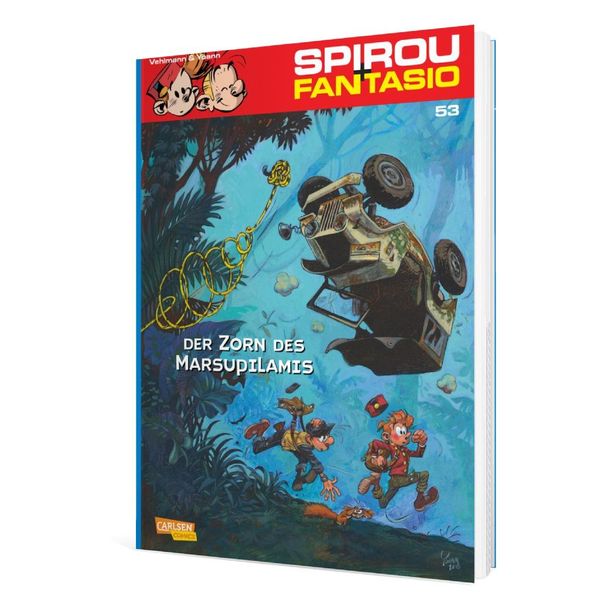 Vehlmann & Yoann
SPIROU
+
FANTASIO
53
DER ZORN DES
MARSUPILAMIS
CARLSEN
COMICS